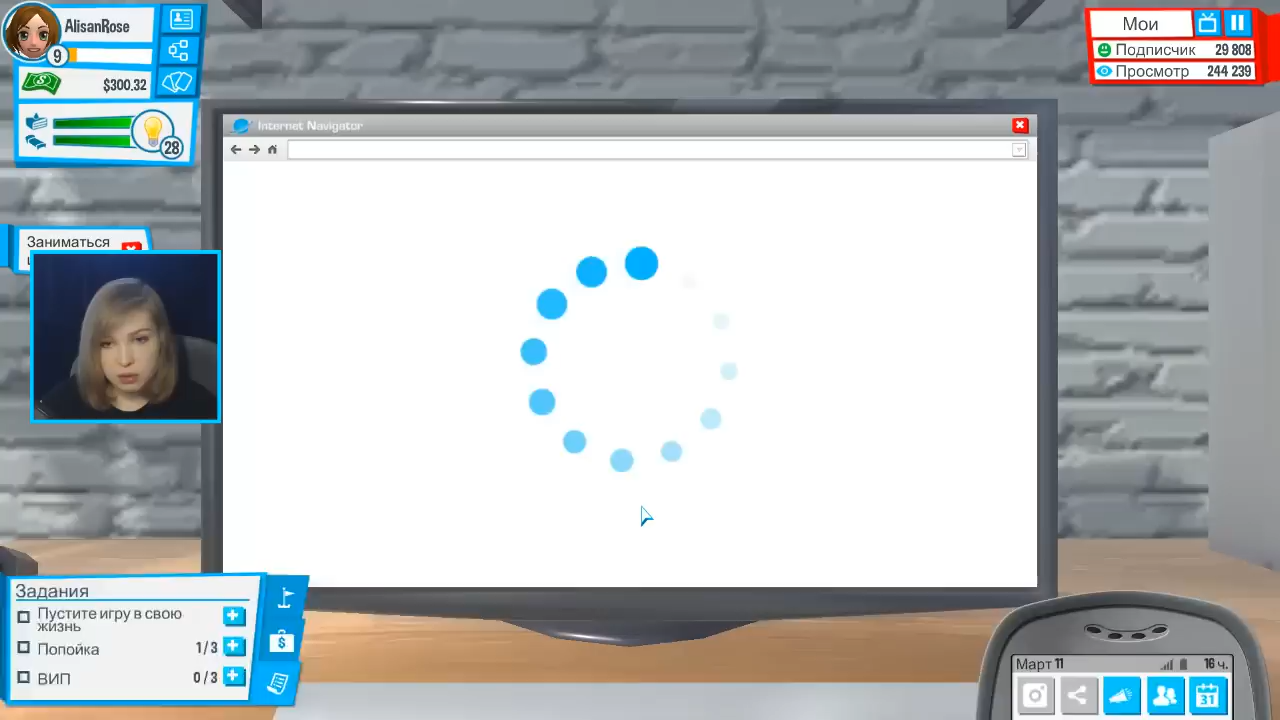 AlisanRose
9
$300.32
28
Мои
Подписчик 29 808
Просмотр 244 239
Internet Navigator
Заниматься
Задания
Пустите игру в свою
жизнь
Попойка 1/3
ВИП 0/3
Март 11 16 ч.
31